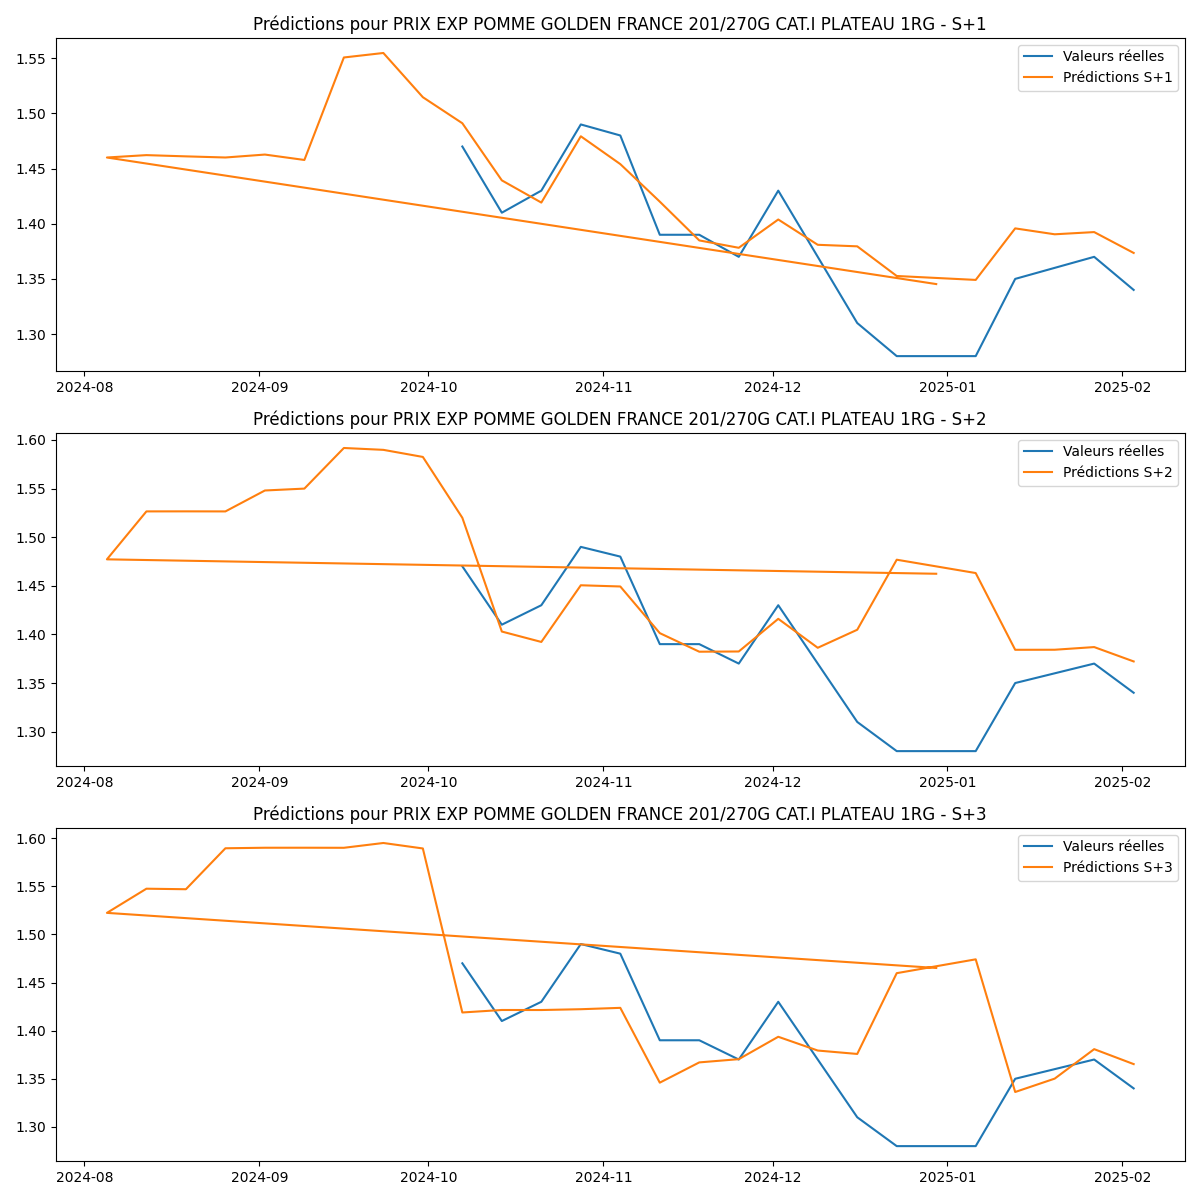 Prédictions pour PRIX EXP POMME GOLDEN FRANCE 201/270G CAT.I PLATEAU 1RG - S+1
Valeurs réelles
Prédictions S+1
1.55
1.50
1.45
1.40
1.35
1.30
2024-08 2024-09 2024-10 2024-11 2024-12 2025-01 2025-02
Prédictions pour PRIX EXP POMME GOLDEN FRANCE 201/270G CAT.I PLATEAU 1RG - S+2
Valeurs réelles
Prédictions S+2
1.60
1.55
1.50
1.45
1.40
1.35
1.30
2024-08 2024-09 2024-10 2024-11 2024-12 2025-01 2025-02
Prédictions pour PRIX EXP POMME GOLDEN FRANCE 201/270G CAT.I PLATEAU 1RG - S+3
Valeurs réelles
Prédictions S+3
1.60
1.55
1.50
1.45
1.40
1.35
1.30
2024-08 2024-09 2024-10 2024-11 2024-12 2025-01 2025-02